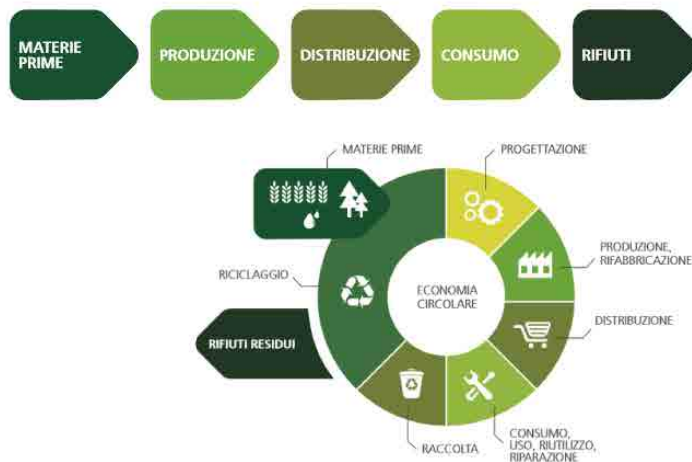 MATERIE
PRIME
PRODUZIONE
DISTRIBUZIONE
CONSUMO
RIFIUTI
MATERIE PRIME
PROGETTAZIONE
PRODUZIONE,
RIFABBRICAZIONE
RICICLAGGIO
ECONOMIA
CIRCOLARE
DISTRIBUZIONE
RIFIUTI RESIDUI
RACCOLTA
CONSUMO,
USO, RIUTILIZZO,
RIPARAZIONE